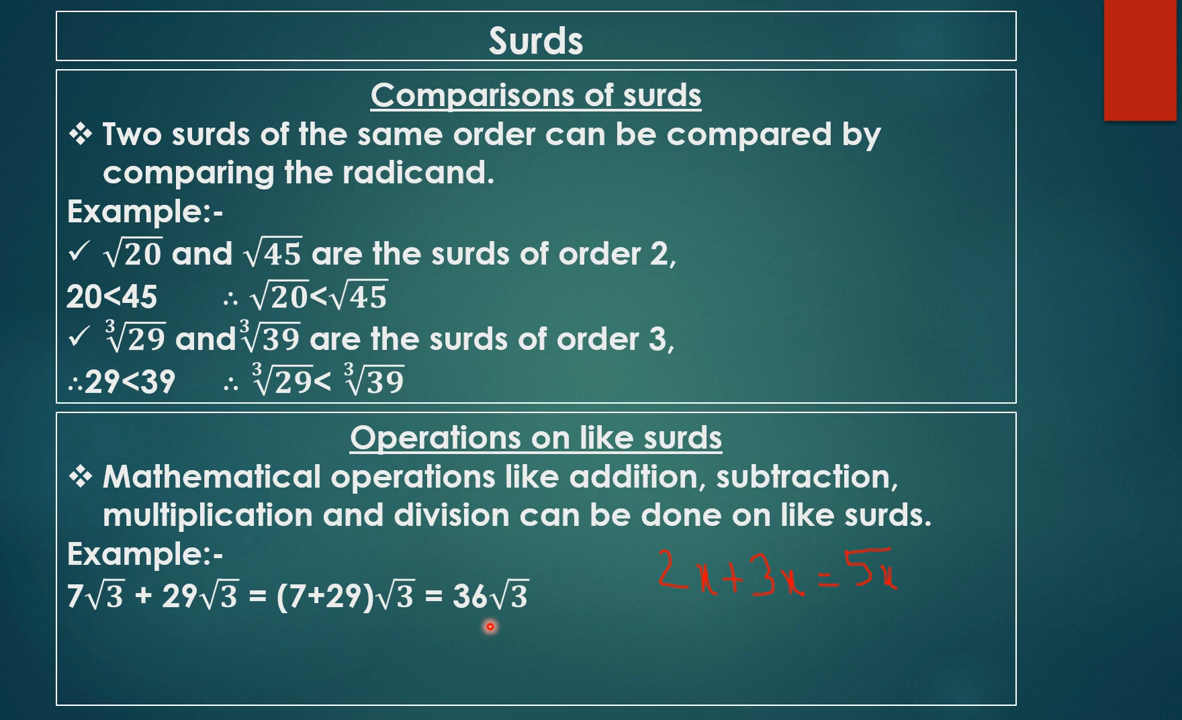 Surds
Comparisons of surds
❖ Two surds of the same order can be compared by
comparing the radicand.
Example:-
✓ √20 and √45 are the surds of order 2,
20<45 ∴ √20<√45
✓ ∛29 and∛39 are the surds of order 3,
∴29<39 ∴ ∛29< ∛39
Operations on like surds
❖ Mathematical operations like addition, subtraction,
multiplication and division can be done on like surds.
Example:-
7√3 + 29√3 = (7+29)√3 = 36√3
2x+3x=5x